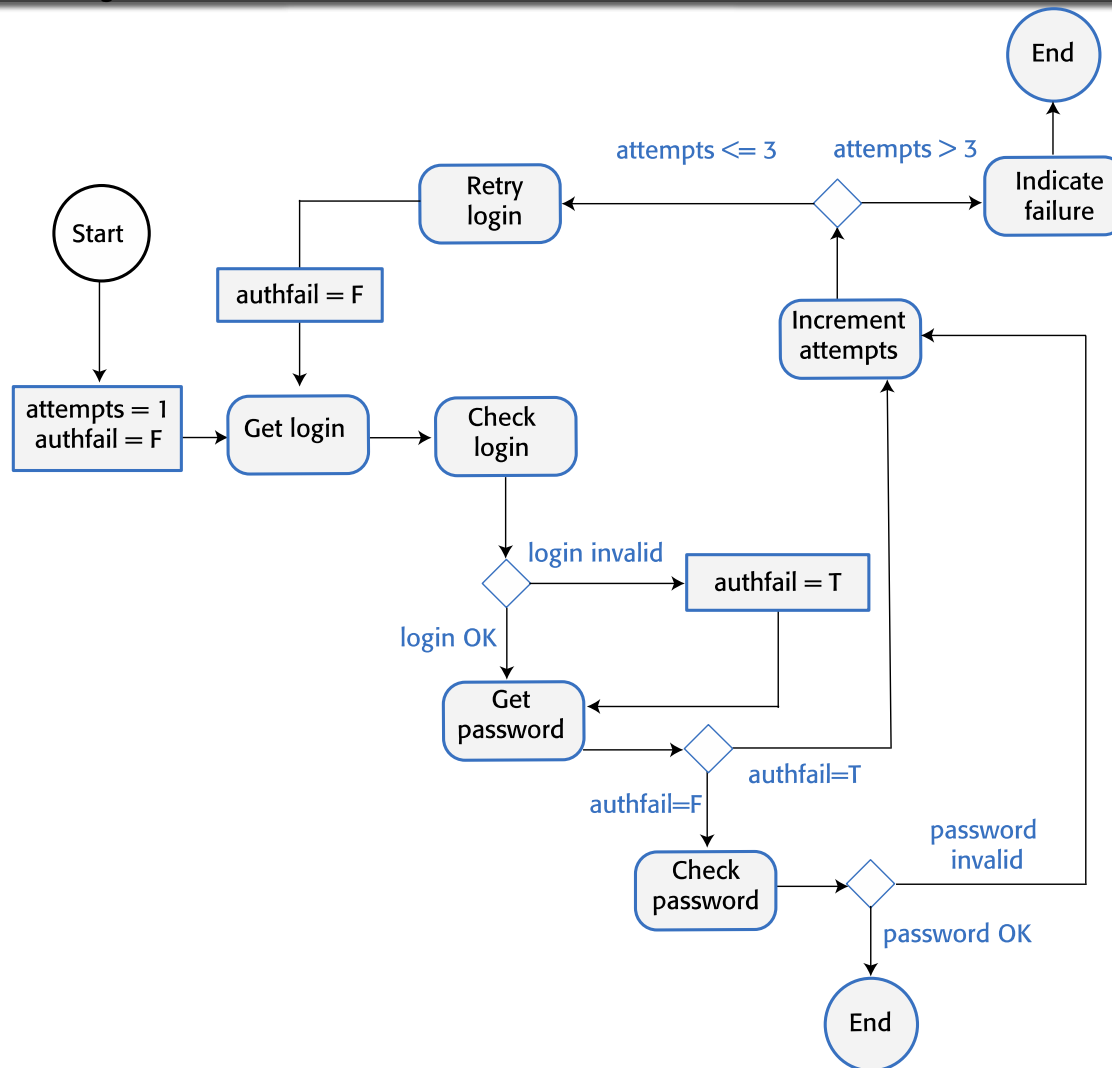 End
attempts <= 3
attempts > 3
Retry
login
Indicate
failure
Start
authfail = F
Increment
attempts
attempts = 1
authfail = F
Get login
Check
login
login invalid
authfail = T
login OK
Get
password
authfail=T
authfail=F
password
invalid
Check
password
password OK
End